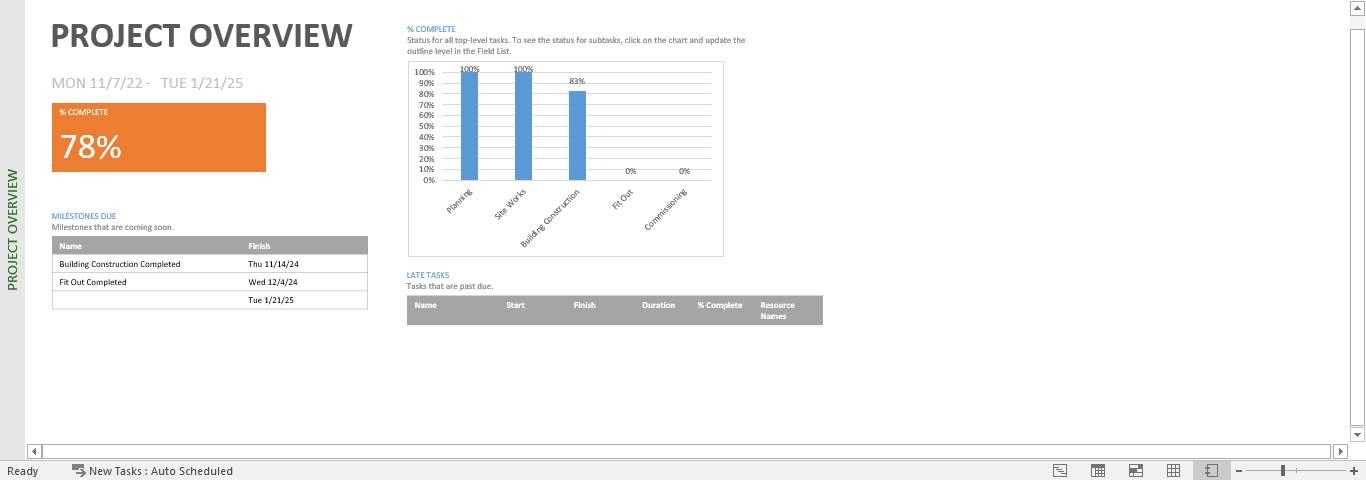 PROJECT OVERVIEW
PROJECT OVERVIEW
MON 11/7/22 - TUE 1/21/25
% COMPLETE
78%
MILESTONES DUE
Milestones that are coming soon.
Name Finish
Building Construction Completed Thu 11/14/24
Fit Out Completed Wed 12/4/24
Tue 1/21/25
% COMPLETE
Status for all top-level tasks. To see the status for subtasks, click on the chart and update the
outline level in the Field List.
100% 100% 83% 0% 0%
100%
90%
80%
70%
60%
50%
40%
30%
20%
10%
0%
Planning
Site Works
Building Construction
Fit Out
Commissioning
LATE TASKS
Tasks that are past due.
Name Start Finish Duration % Complete Resource
Names
Ready New Tasks : Auto Scheduled